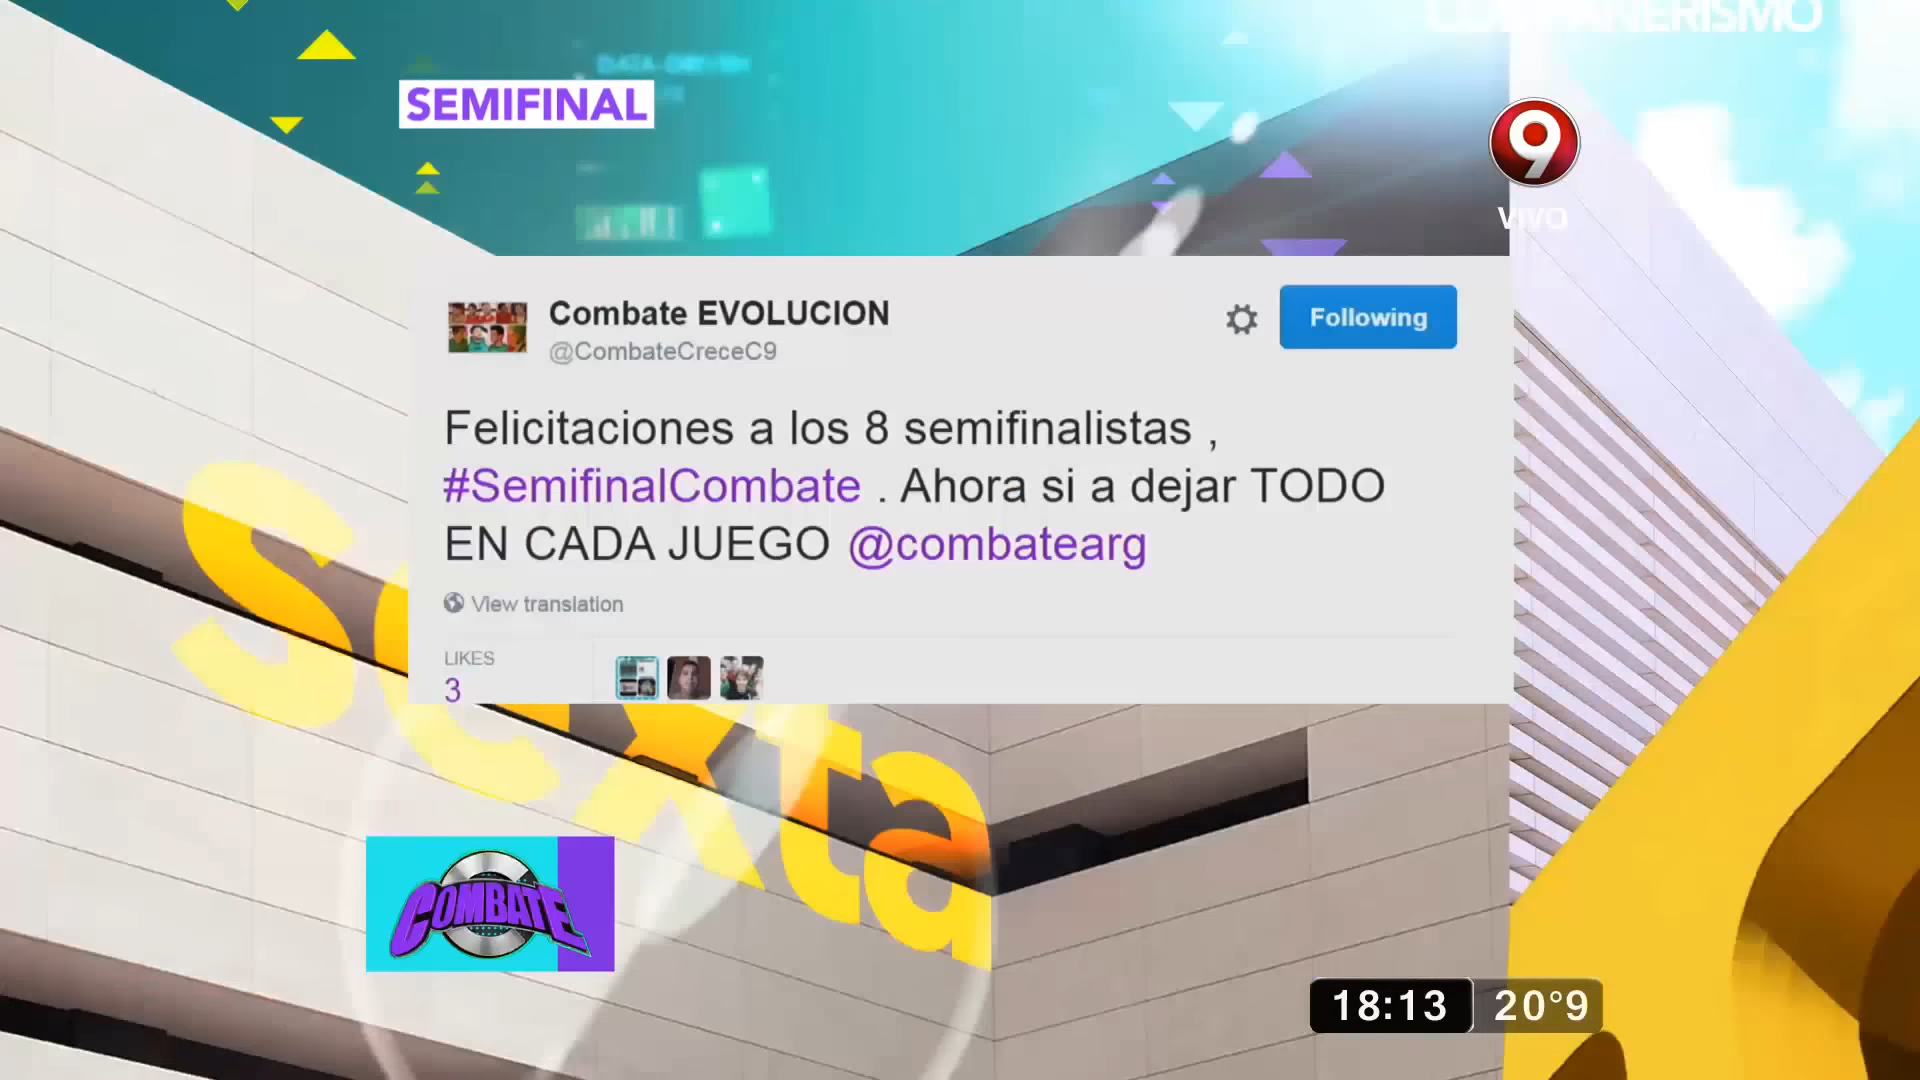 SEMIFINAL
9
VIVO
Combate EVOLUCION
@CombateCreceC9
Following
Felicitaciones a los 8 semifinalistas ,
#SemifinalCombate . Ahora si a dejar TODO
EN CADA JUEGO @combatearg
View translation
LIKES
3
sexta
COMBATE
18:13 20°9